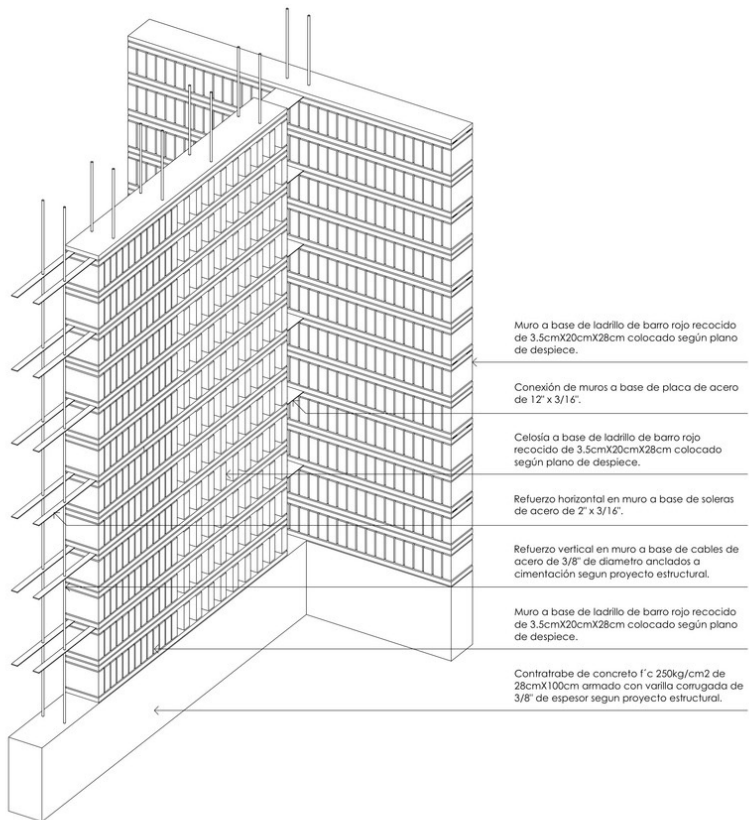 Muro a base de ladrillo de barro rojo recocido
de 3.5cmX20cmX28cm colocado según plano
de despiece.
Conexión de muros a base de placa de acero
de 12" x 3/16".
Celosía a base de ladrillo de barro rojo
recocido de 3.5cmX20cmX28cm colocado
según plano de despiece.
Refuerzo horizontal en muro a base de soleras
de acero de 2" x 3/16".
Refuerzo vertical en muro a base de cables de
acero de 3/8" de diametro anclados a
cimentación segun proyecto estructural.
Muro a base de ladrillo de barro rojo recocido
de 3.5cmX20cmX28cm colocado según plano
de despiece.
Contratrabe de concreto f´c 250kg/cm2 de
28cmX100cm armado con varilla corrugada de
3/8" de espesor segun proyecto estructural.